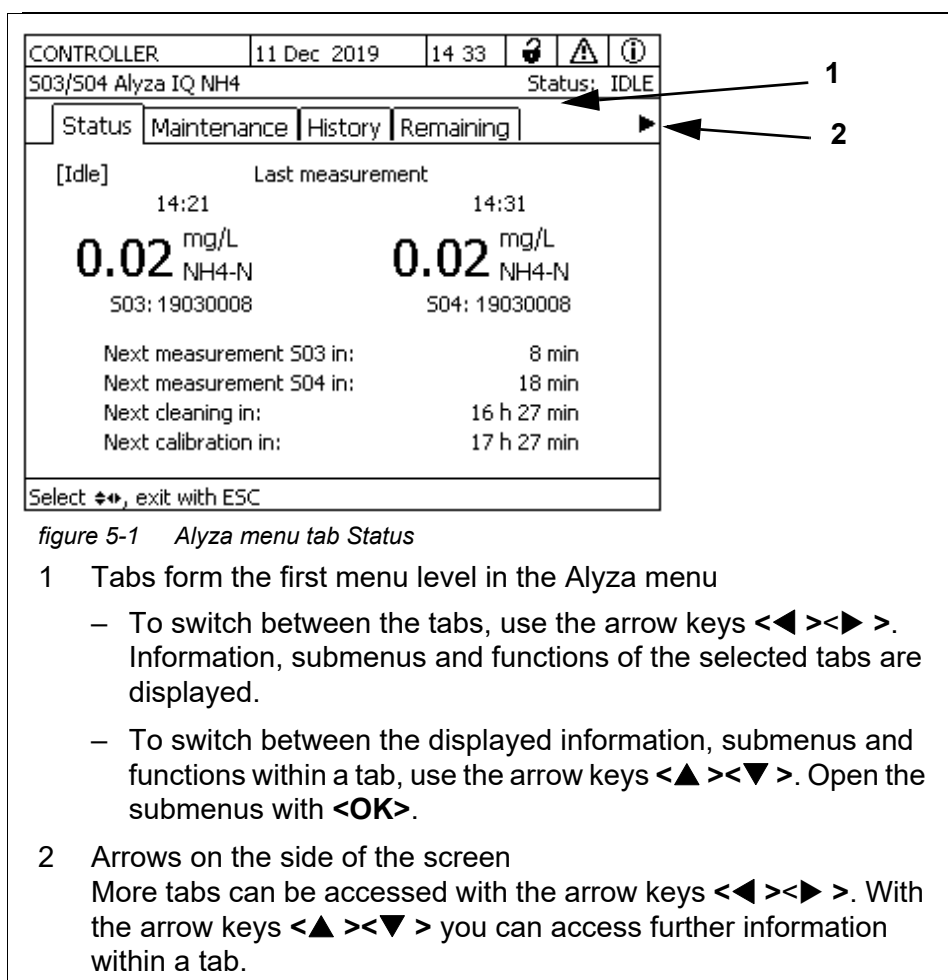 CONTROLLER 11 Dec 2019 14 33
S03/S04 Alyza IQ NH4 Status: IDLE
1
Status Maintenance History Remaining ▶
2
[Idle] Last measurement
14:21 14:31
0.02 mg/L NH4-N 0.02 mg/L NH4-N
S03: 19030008 S04: 19030008
Next measurement S03 in: 8 min
Next measurement S04 in: 18 min
Next cleaning in: 16 h 27 min
Next calibration in: 17 h 27 min
Select ◆◆, exit with ESC
figure 5-1 Alyza menu tab Status
1 Tabs form the first menu level in the Alyza menu
– To switch between the tabs, use the arrow keys <◀ ><▶ >.
Information, submenus and functions of the selected tabs are
displayed.
– To switch between the displayed information, submenus and
functions within a tab, use the arrow keys <▲ ><▼ >. Open the
submenus with <OK>.
2 Arrows on the side of the screen
More tabs can be accessed with the arrow keys <◀ ><▶ >. With
the arrow keys <▲ ><▼ > you can access further information
within a tab.